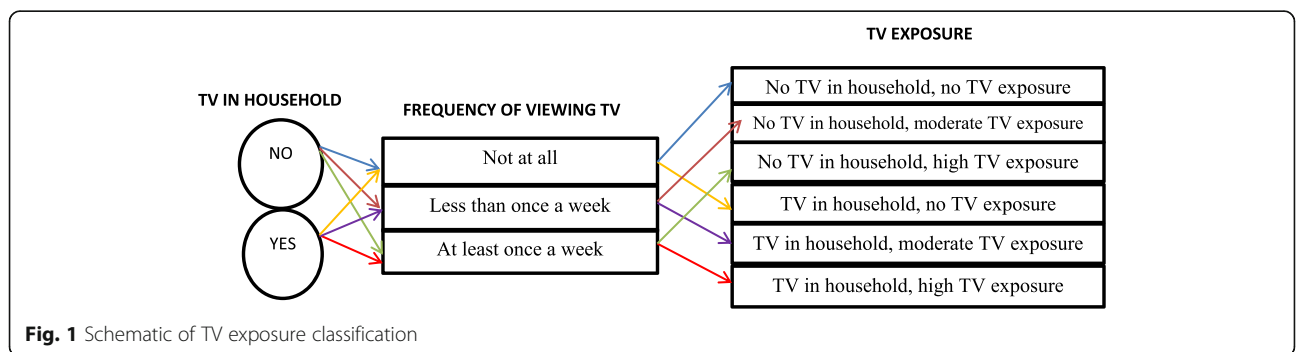 TV IN HOUSEHOLD
NO
YES
FREQUENCY OF VIEWING TV
Not at all
Less than once a week
At least once a week
TV EXPOSURE
No TV in household, no TV exposure
No TV in household, moderate TV exposure
No TV in household, high TV exposure
TV in household, no TV exposure
TV in household, moderate TV exposure
TV in household, high TV exposure
Fig. 1 Schematic of TV exposure classification